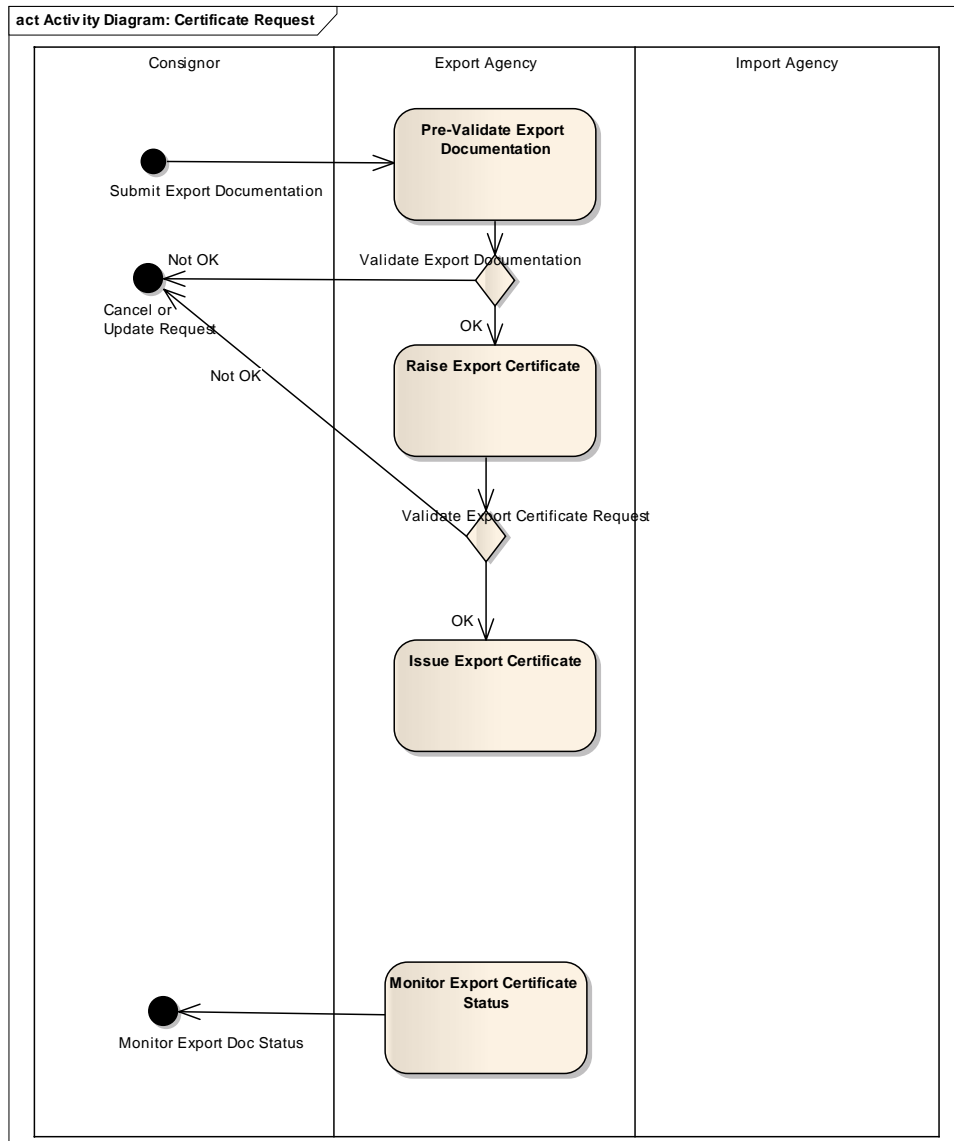 act Activity Diagram: Certificate Request
Consignor
Export Agency
Import Agency
Pre-Validate Export
Documentation
Submit Export Documentation
Validate Export Documentation
Not OK
Cancel or
Update Request
OK
Raise Export Certificate
Not OK
Validate Export Certificate Request
OK
Issue Export Certificate
Monitor Export Certificate
Status
Monitor Export Doc Status